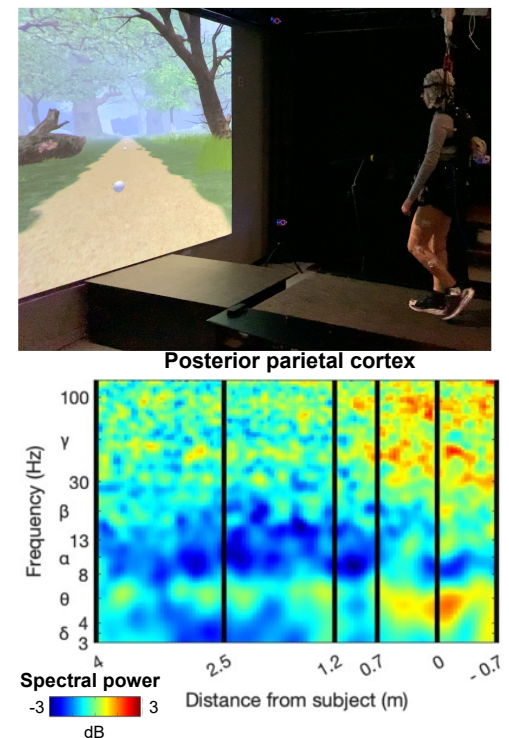 Posterior parietal cortex
Frequency (Hz)
100
γ
30
β
13
α
8
θ
4
δ
3
4
2.5
1.2
0.7
0
- 0.7
Distance from subject (m)
Spectral power
-3
3
dB